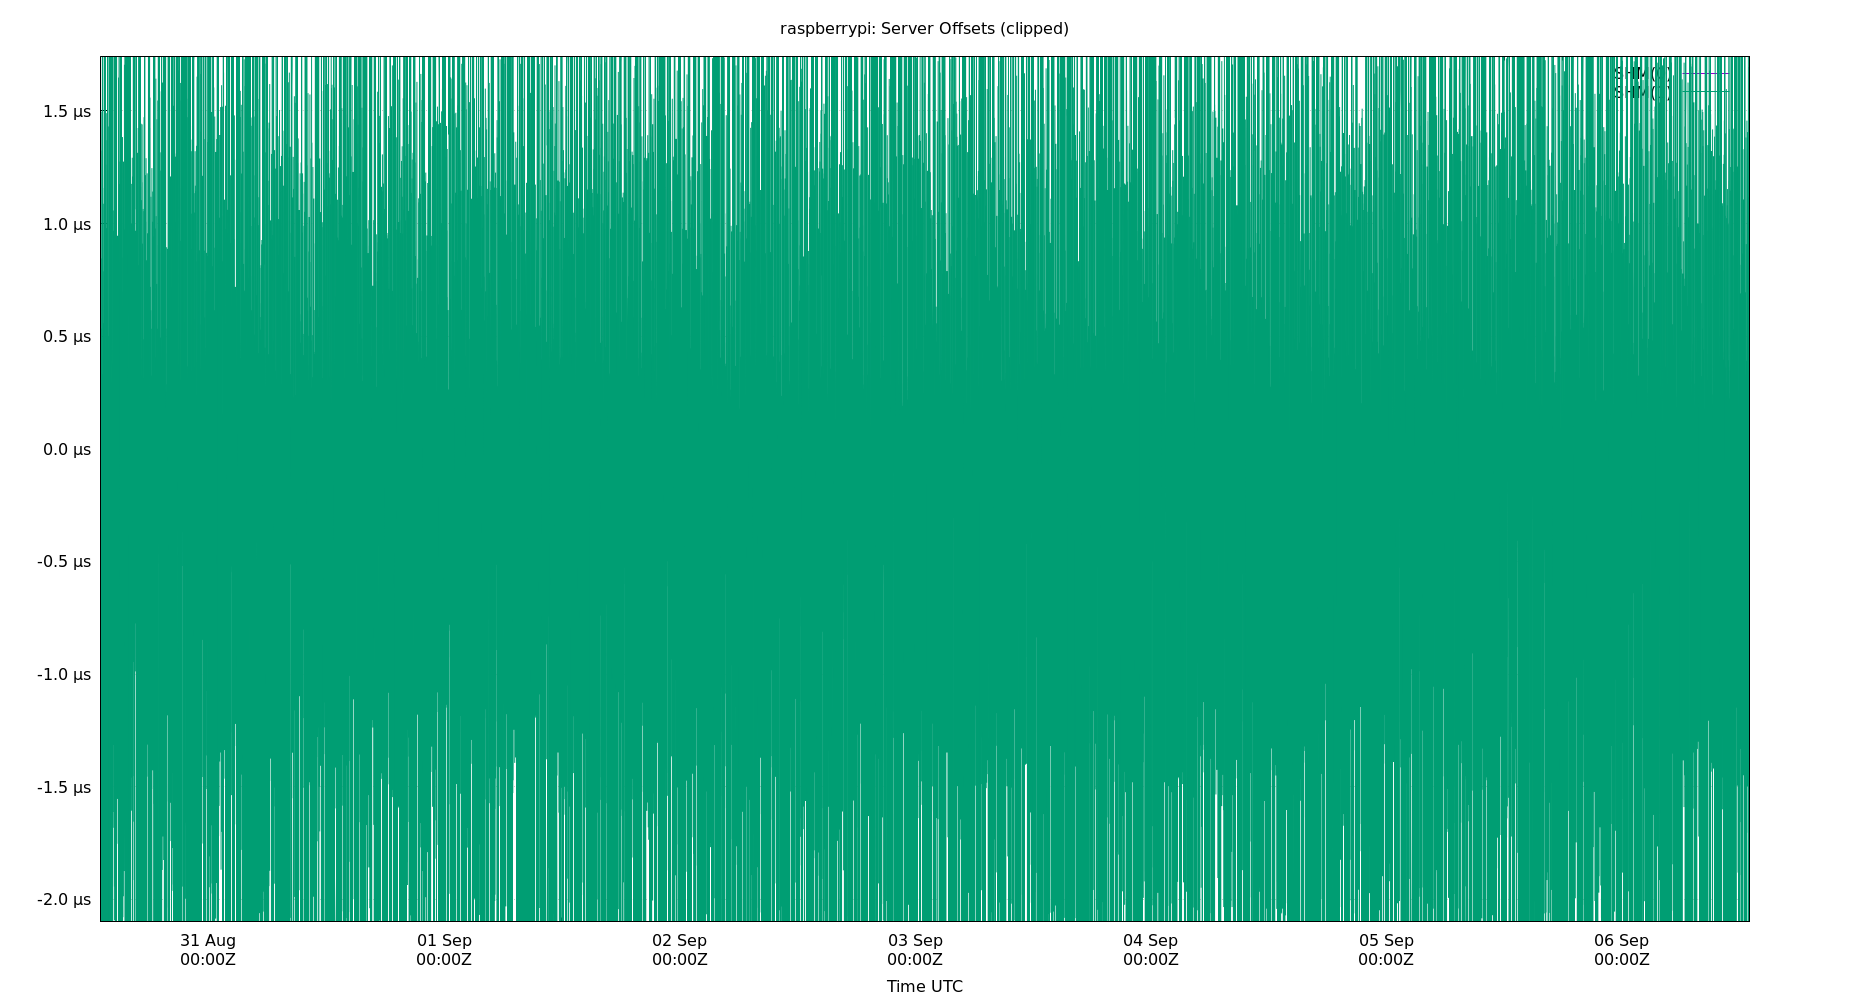 raspberrypi: Server Offsets (clipped)
1.5 µs
1.0 µs
0.5 µs
0.0 µs
-0.5 µs
-1.0 µs
-1.5 µs
-2.0 µs
31 Aug
00:00Z
01 Sep
00:00Z
02 Sep
00:00Z
03 Sep
00:00Z
04 Sep
00:00Z
05 Sep
00:00Z
06 Sep
00:00Z
Time UTC